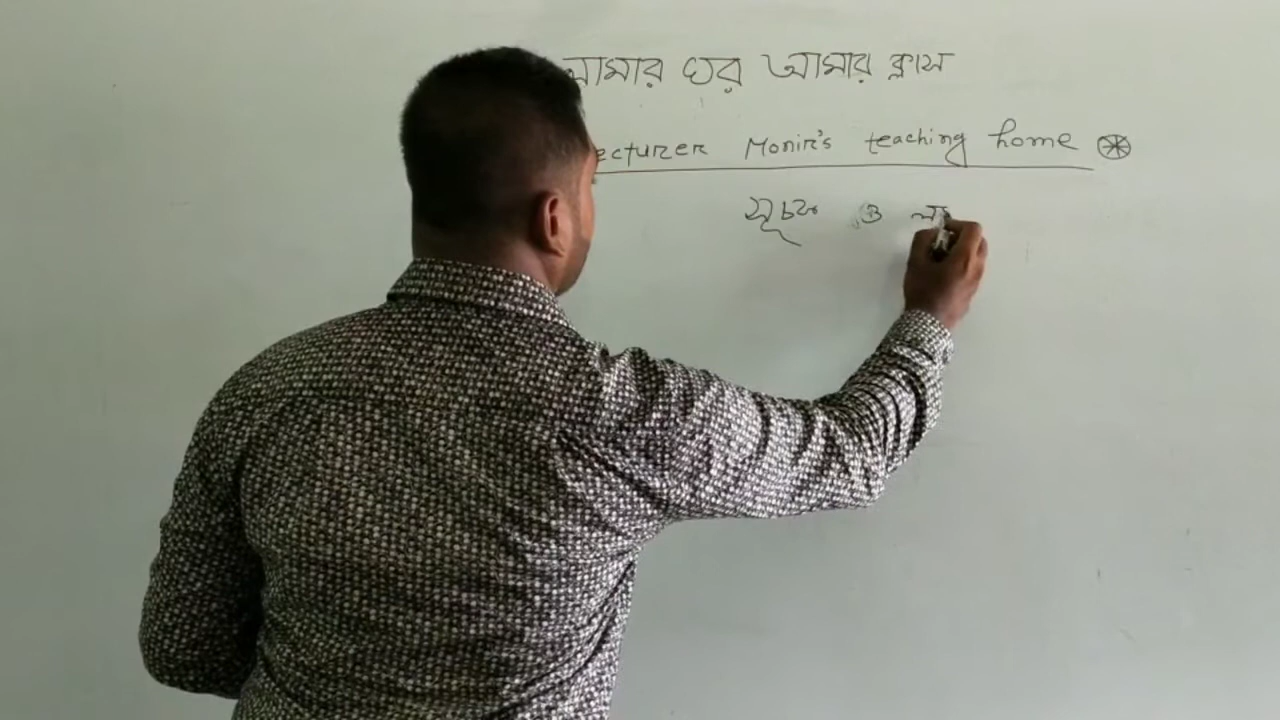 আমার ঘর আমার ক্লাস
Lecturer Monir's teaching home
সূচক ও